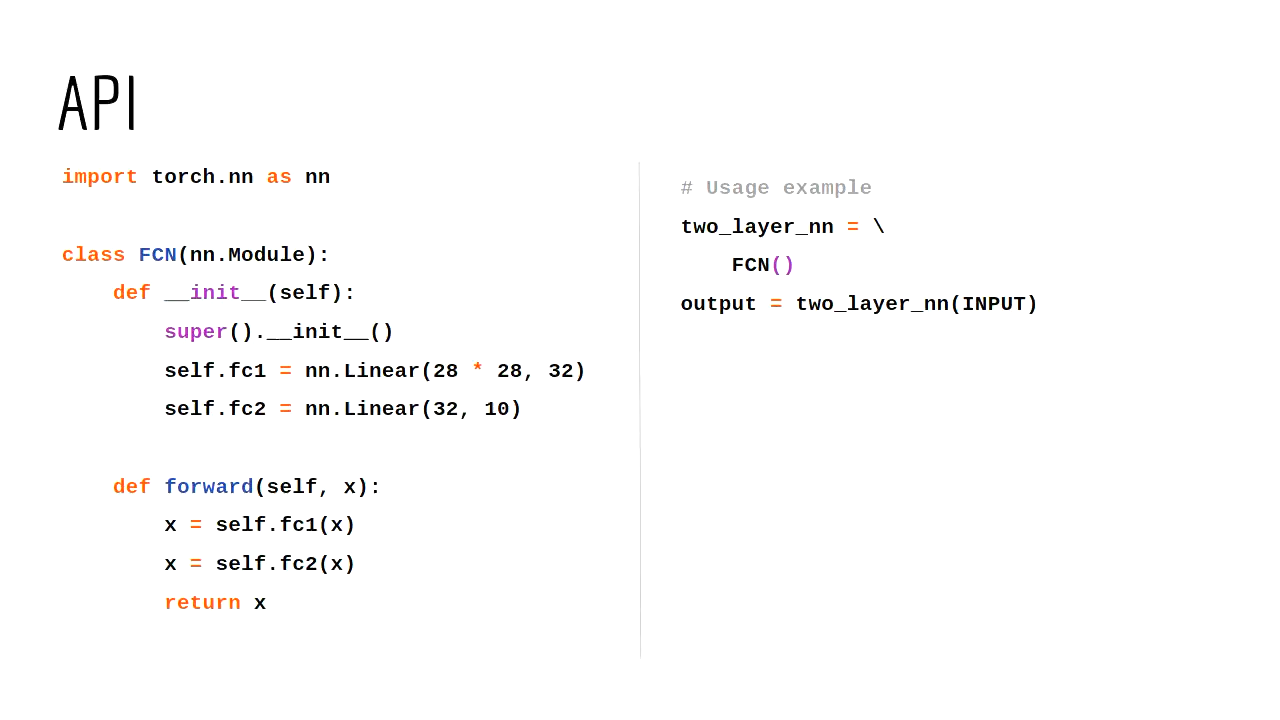 API
import torch.nn as nn
class FCN(nn.Module):
    def __init__(self):
        super().__init__()
        self.fc1 = nn.Linear(28 * 28, 32)
        self.fc2 = nn.Linear(32, 10)
    def forward(self, x):
        x = self.fc1(x)
        x = self.fc2(x)
        return x
# Usage example
two_layer_nn = \
    FCN()
output = two_layer_nn(INPUT)